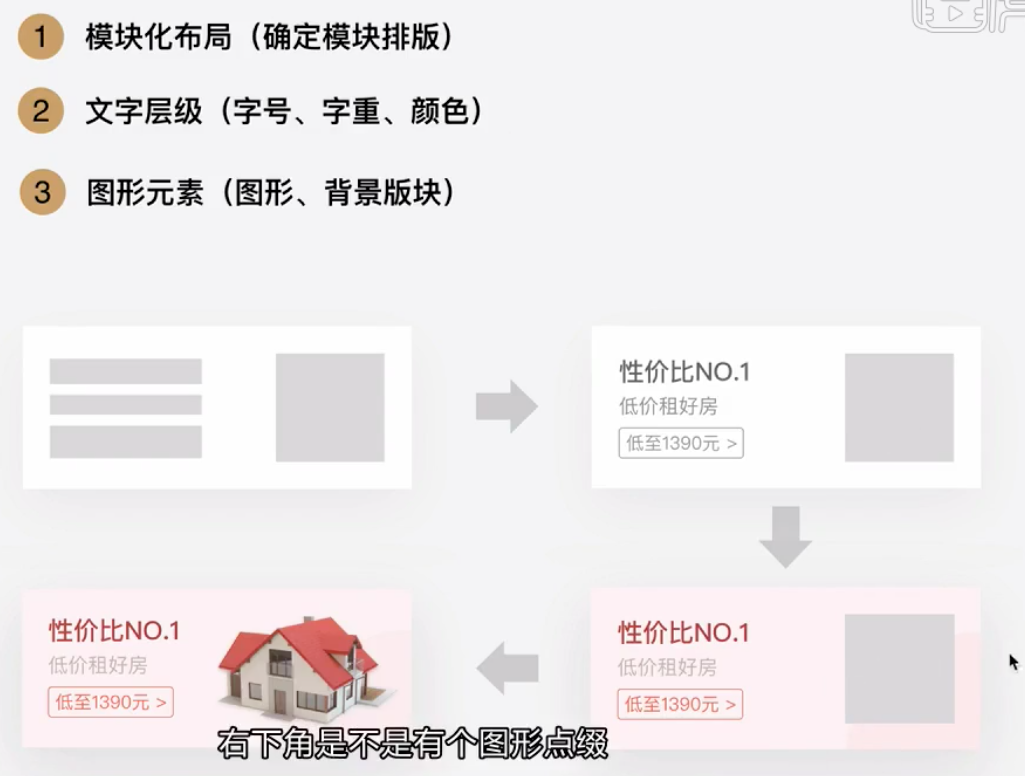 1 模块化布局（确定模块排版）
2 文字层级（字号、字重、颜色）
3 图形元素（图形、背景版块）
性价比NO.1
低价租好房
低至1390元 >
性价比NO.1
低价租好房
低至1390元 >
性价比NO.1
低价租好房
低至1390元 >
右下角是不是有个图形点缀